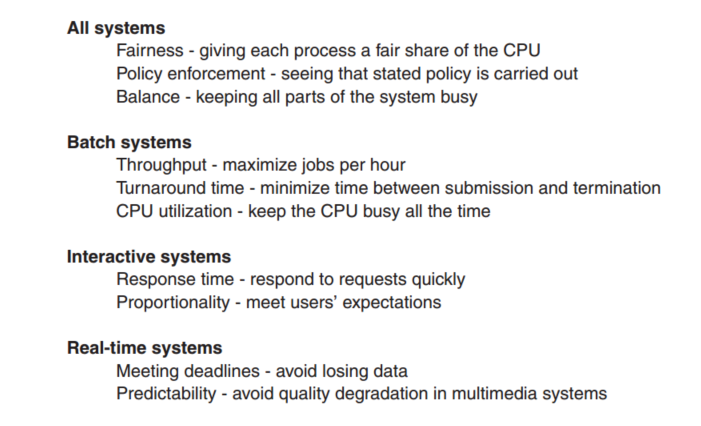 All systems
Fairness - giving each process a fair share of the CPU
Policy enforcement - seeing that stated policy is carried out
Balance - keeping all parts of the system busy
Batch systems
Throughput - maximize jobs per hour
Turnaround time - minimize time between submission and termination
CPU utilization - keep the CPU busy all the time
Interactive systems
Response time - respond to requests quickly
Proportionality - meet users’ expectations
Real-time systems
Meeting deadlines - avoid losing data
Predictability - avoid quality degradation in multimedia systems